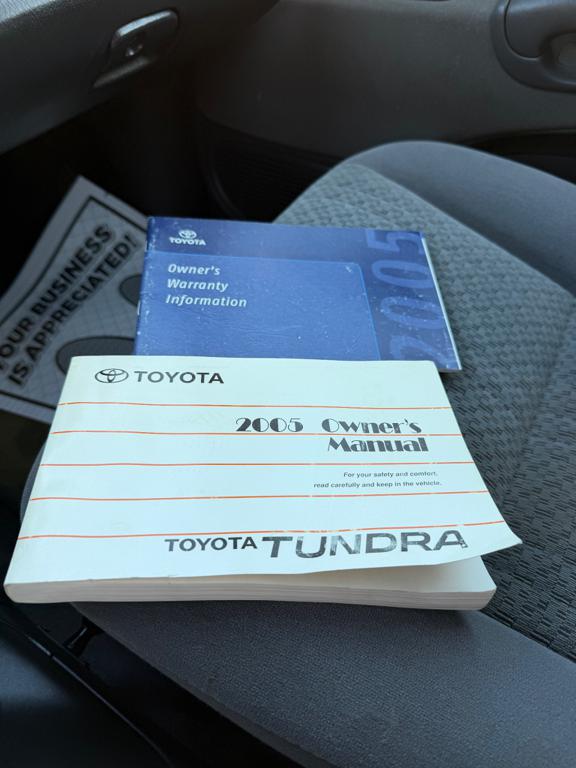 YOUR BUSINESS
IS APPRECIATED!
TOYOTA
Owner's
Warranty
Information
2005
TOYOTA
2005 Owner's
Manual
For your safety and comfort,
read carefully and keep in the vehicle.
TOYOTA TUNDRA